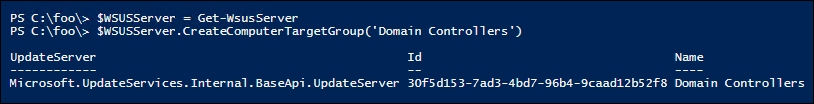 PS C:\foo\> $WSUSServer = Get-WsusServer
PS C:\foo\> $WSUSServer.CreateComputerTargetGroup('Domain Controllers')
UpdateServer Id Name
------------ -- ----
Microsoft.UpdateServices.Internal.BaseApi.UpdateServer 30f5d153-7ad3-4bd7-96b4-9caad12b52f8 Domain Controllers